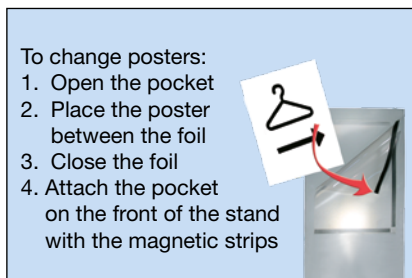 To change posters:
1. Open the pocket
2. Place the poster
between the foil
3. Close the foil
4. Attach the pocket
on the front of the stand
with the magnetic strips